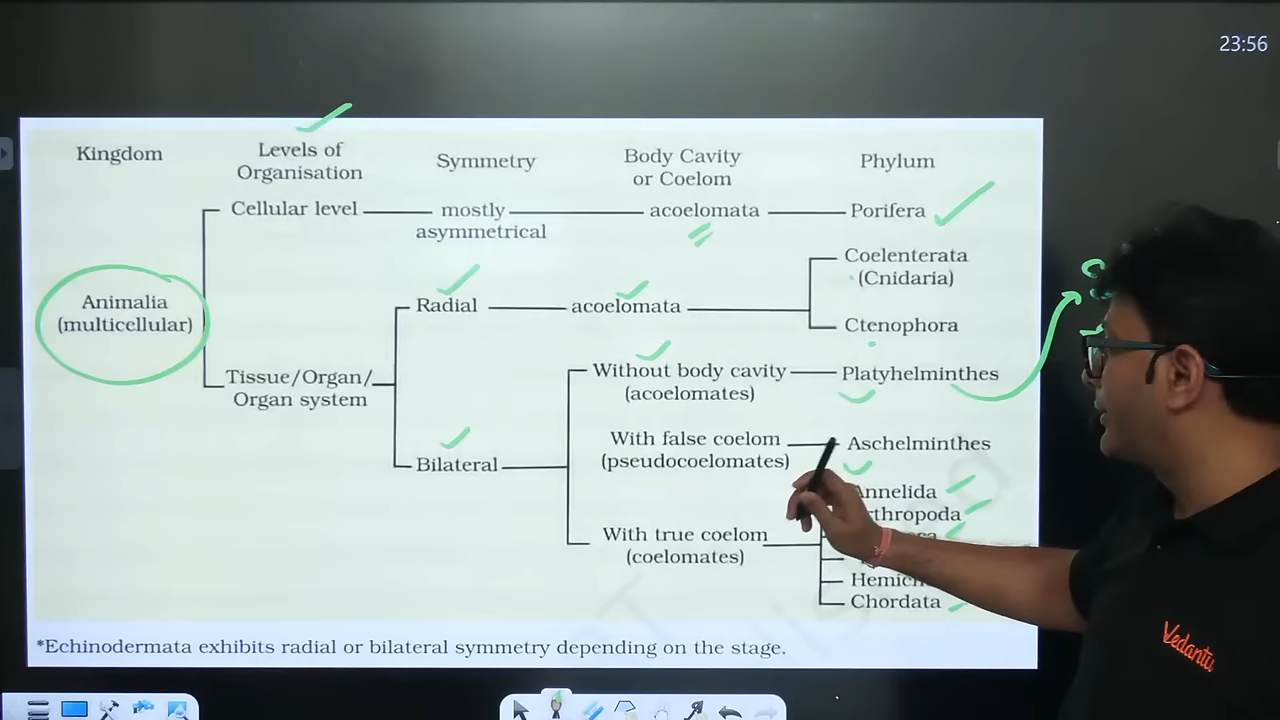 23:56
Kingdom
Levels of
Organisation
Symmetry
Body Cavity
or Coelom
Phylum
Cellular level
mostly
asymmetrical
acoelomata
Porifera
Animalia
(multicellular)
Tissue/Organ/
Organ system
Radial
acoelomata
Coelenterata
(Cnidaria)
Ctenophora
Bilateral
Without body cavity
(acoelomates)
Platyhelminthes
With false coelom
(pseudocoelomates)
Aschelminthes
With true coelom
(coelomates)
Annelida
Chordata
*Echinodermata exhibits radial or bilateral symmetry depending on the stage.
Vedantu